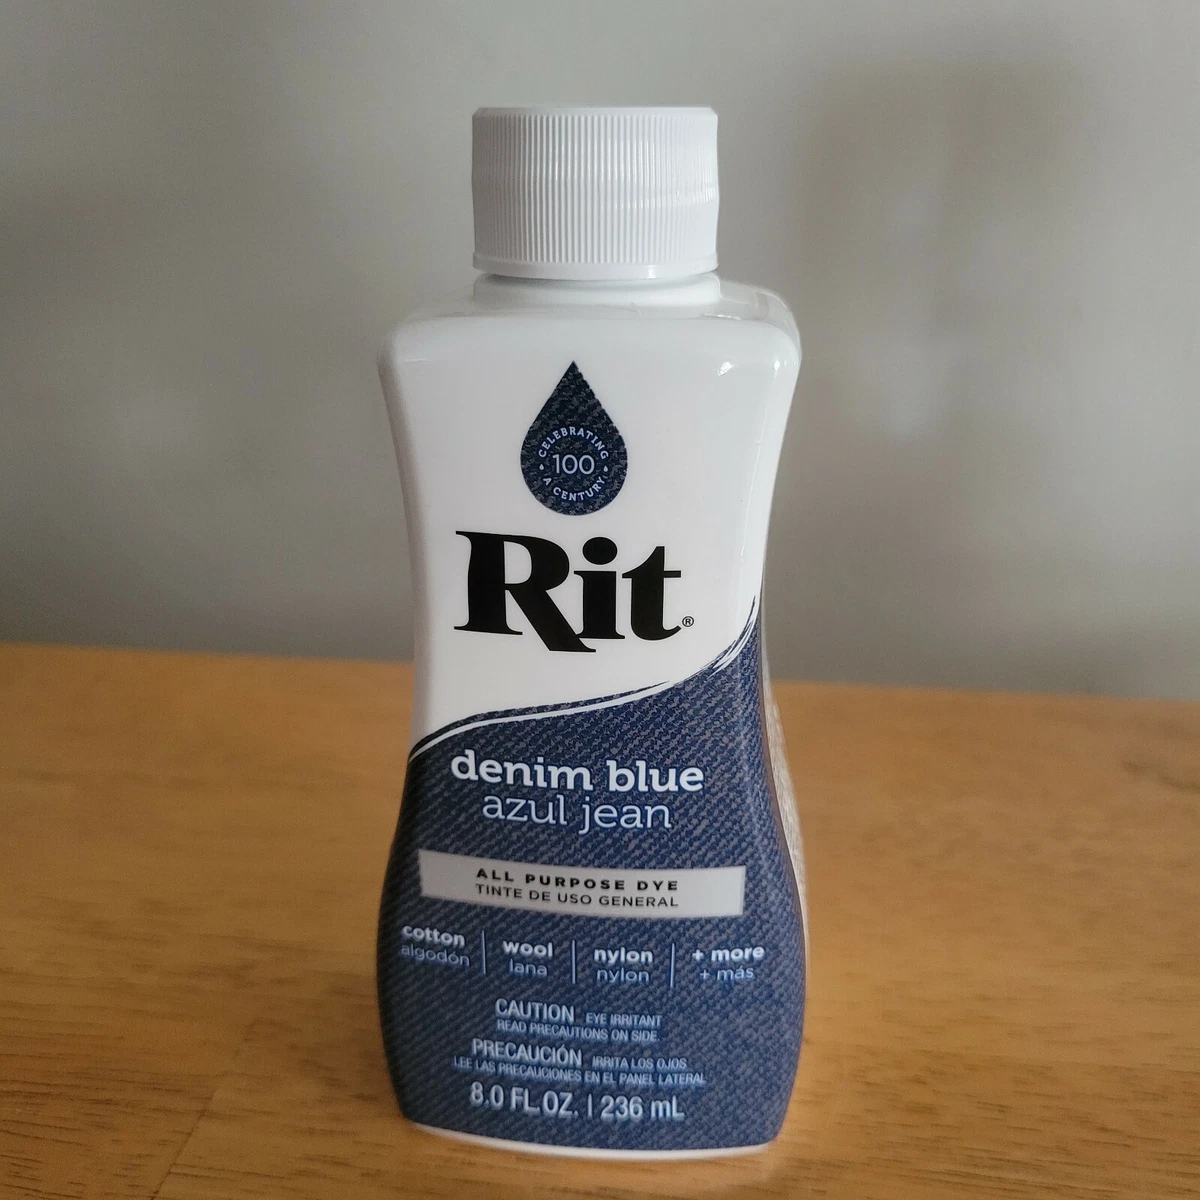 CELEBRATING
100
A CENTURY
Rit®
denim blue
azul jean
ALL PURPOSE DYE
TINTE DE USO GENERAL
cotton | wool | nylon | + more
algodón | lana | nylon | + más
CAUTION EYE IRRITANT
READ PRECAUTIONS ON SIDE.
PRECAUCIÓN IRRITA LOS OJOS
LEE LAS PRECAUCIONES EN EL PANEL LATERAL
8.0 FL. OZ. | 236 mL